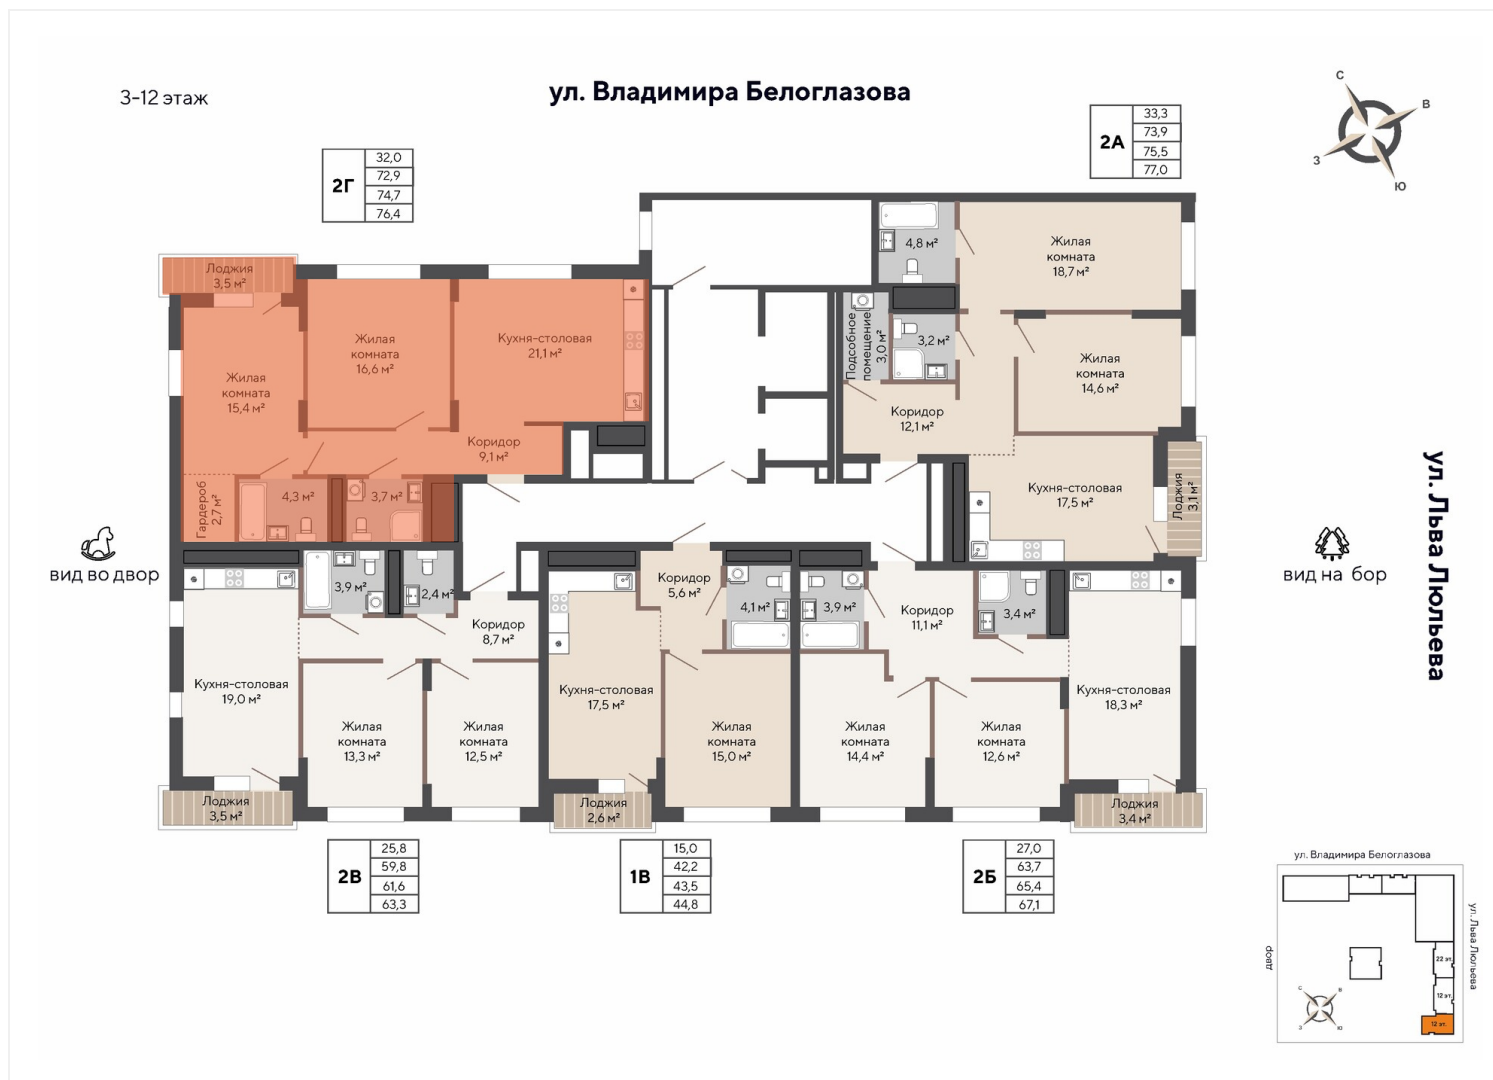 ул. Владимира Белоглазова
3-12 этаж
С
В
З
Ю
2Г
32,0
72,9
74,7
76,4
2А
33,3
73,9
75,5
77,0
Лоджия
3,5 м²
Жилая
комната
15,4 м²
Жилая
комната
16,6 м²
Кухня-столовая
21,1 м²
Коридор
9,1 м²
Гардероб
2,7 м²
4,3 м²
3,7 м²
4,8 м²
Жилая
комната
18,7 м²
Подсобное
помещение
3,0 м²
3,2 м²
Жилая
комната
14,6 м²
Коридор
12,1 м²
Кухня-столовая
17,5 м²
Лоджия
3,1 м²
ул. Льва Люльева
вид во двор
вид на бор
3,9 м²
2,4 м²
Коридор
8,7 м²
Кухня-столовая
19,0 м²
Жилая
комната
13,3 м²
Жилая
комната
12,5 м²
Лоджия
3,5 м²
Коридор
5,6 м²
4,1 м²
Кухня-столовая
17,5 м²
Жилая
комната
15,0 м²
Лоджия
2,6 м²
3,9 м²
Коридор
11,1 м²
3,4 м²
Кухня-столовая
18,3 м²
Жилая
комната
14,4 м²
Жилая
комната
12,6 м²
Лоджия
3,4 м²
2В
25,8
59,8
61,6
63,3
1В
15,0
42,2
43,5
44,8
2Б
27,0
63,7
65,4
67,1
ул. Владимира Белоглазова
ул. Льва Люльева
двор
22 эт.
12 эт.
12 эт.
С
В
З
Ю